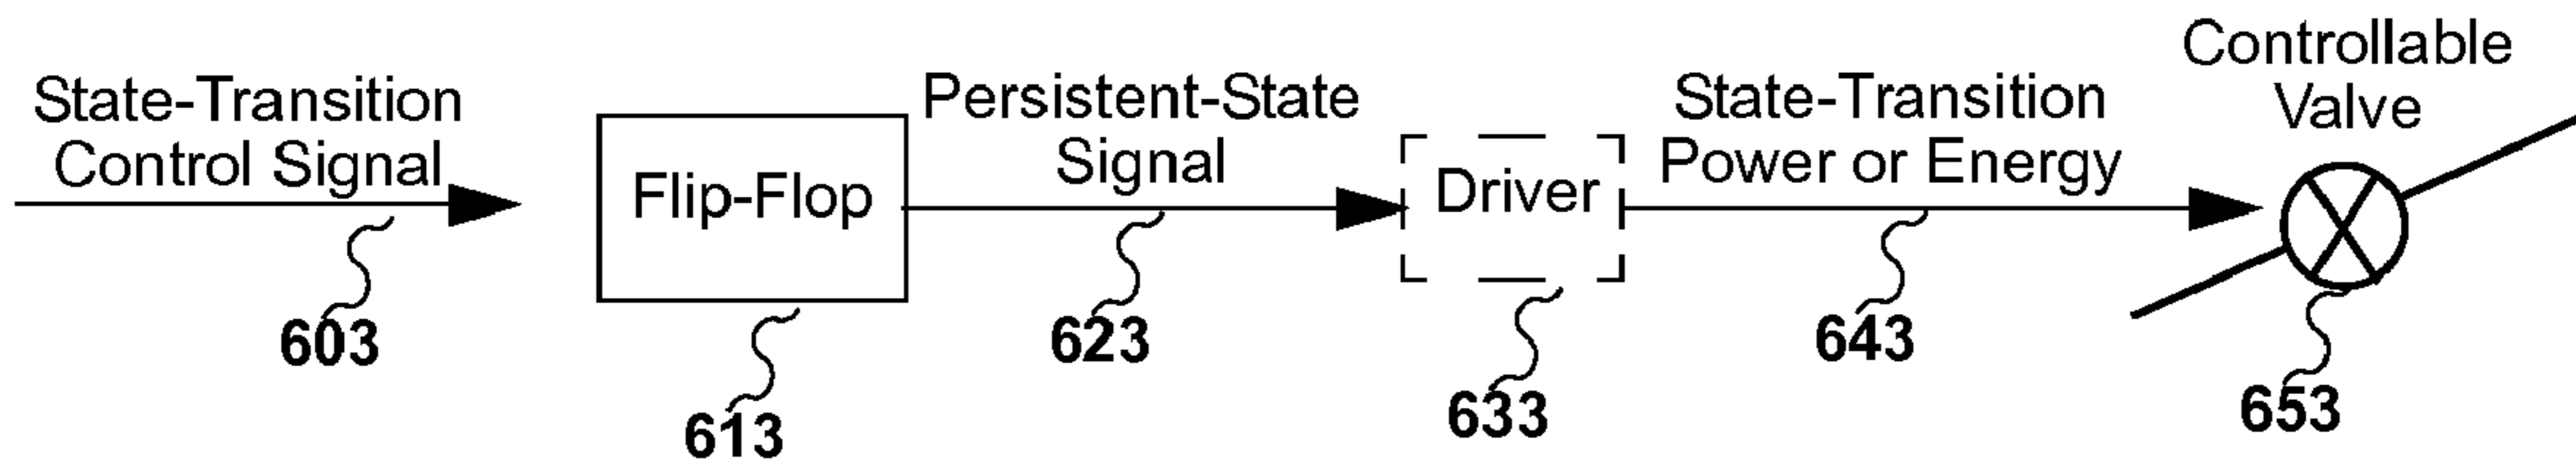 State-Transition
Control Signal
603
Flip-Flop
613
Persistent-State
Signal
623
Driver
633
State-Transition
Power or Energy
643
Controllable
Valve
653